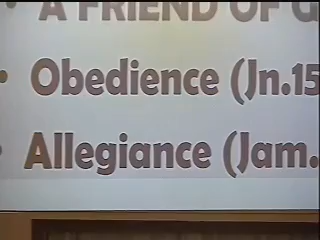 • A FRIEND OF G
• Obedience (Jn.15
• Allegiance (Jam.